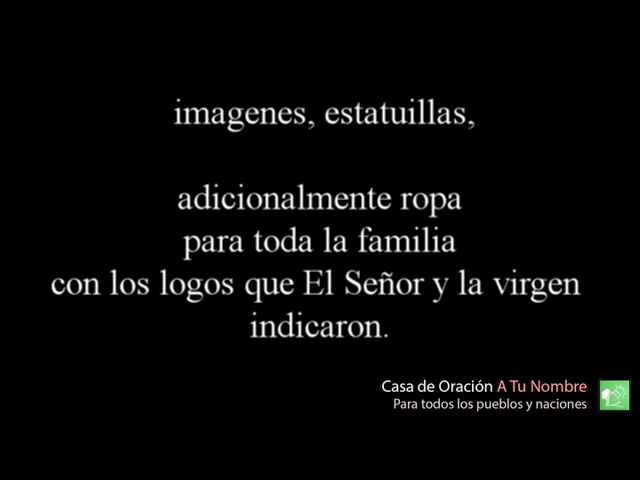 imagenes, estatuillas,
adicionalmente ropa
para toda la familia
con los logos que El Señor y la virgen
indicaron.
Casa de Oración A Tu Nombre
Para todos los pueblos y naciones